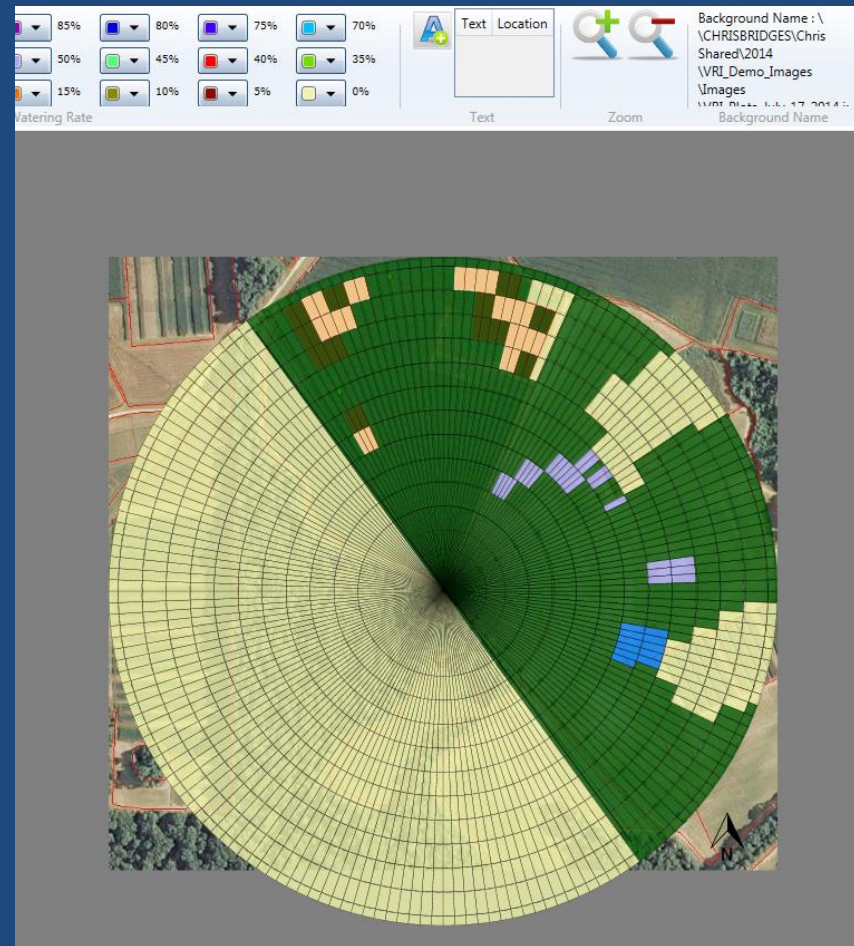 85% 80% 75% 70%
50% 45% 40% 35%
15% 10% 5% 0%
Watering Rate
Text Location
Text
Zoom
Background Name : \
\CHRISBRIDGES\Chris
Shared\2014
\VRI_Demo_Images
\Images
\VRI_Plots_July_17_2014.j
Background Name
N